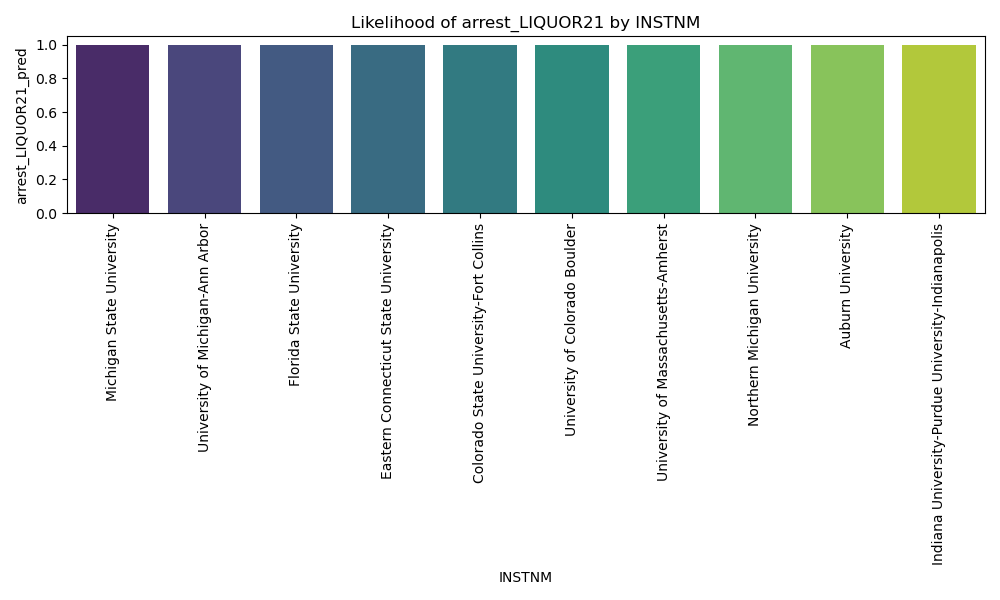 Likelihood of arrest_LIQUOR21 by INSTNM
arrest_LIQUOR21_pred
1.0
0.8
0.6
0.4
0.2
0.0
Michigan State University
University of Michigan-Ann Arbor
Florida State University
Eastern Connecticut State University
Colorado State University-Fort Collins
University of Colorado Boulder
University of Massachusetts-Amherst
Northern Michigan University
Auburn University
Indiana University-Purdue University-Indianapolis
INSTNM